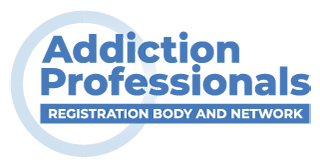 Addiction
Professionals
REGISTRATION BODY AND NETWORK